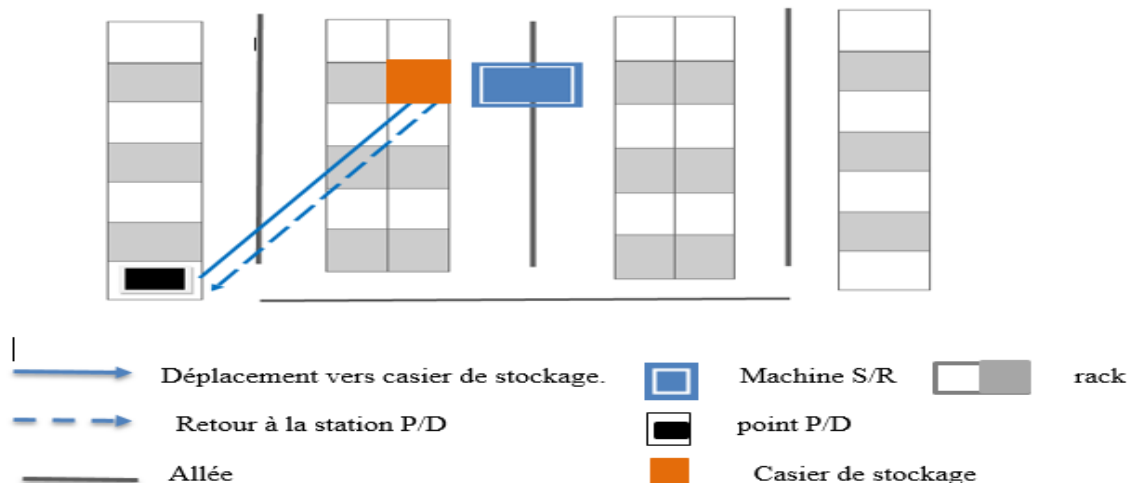 Déplacement vers casier de stockage.
Machine S/R
rack
Retour à la station P/D
point P/D
Allée
Casier de stockage